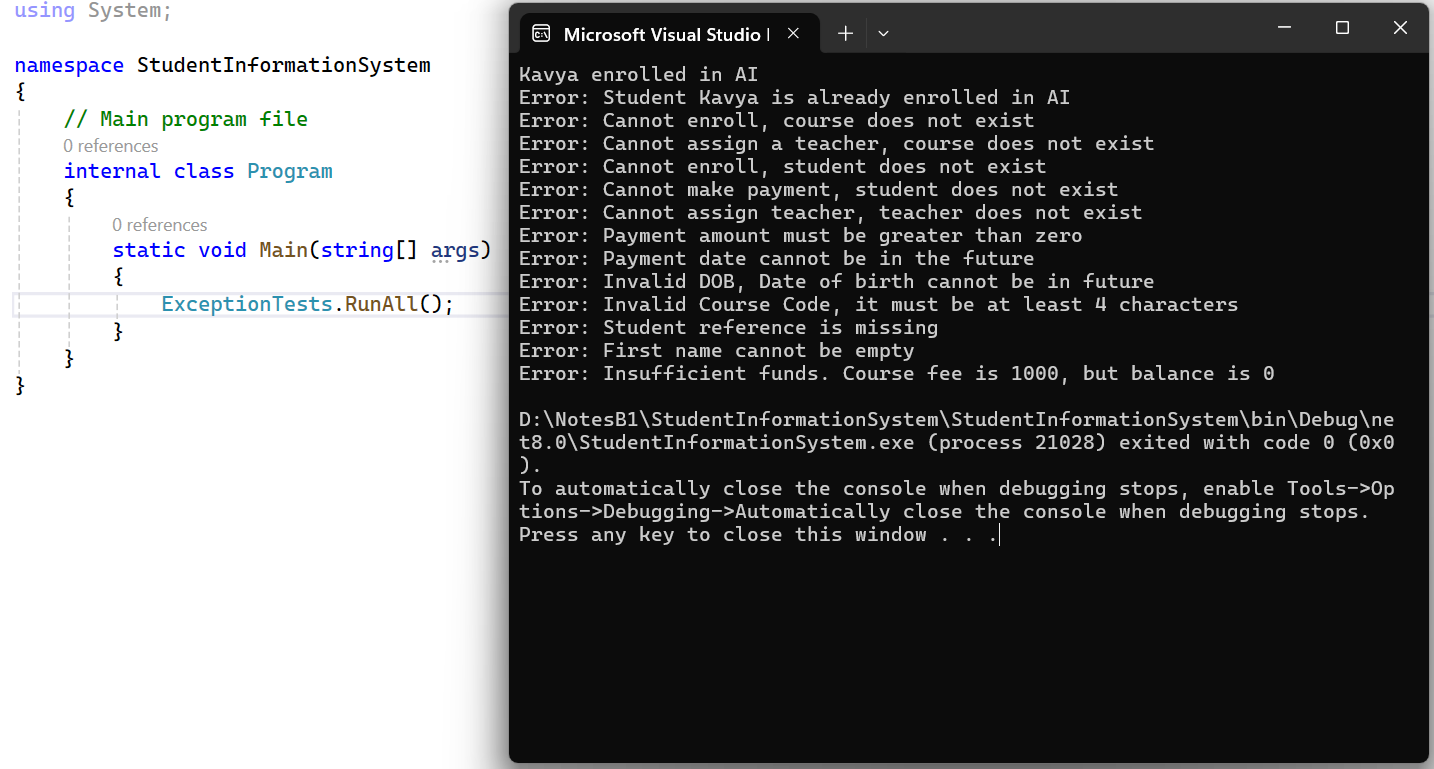 using System;
namespace StudentInformationSystem
{
// Main program file
0 references
internal class Program
{
0 references
static void Main(string[] args)
{
ExceptionTests.RunAll();
}
}
}
Microsoft Visual Studio
Kavya enrolled in AI
Error: Student Kavya is already enrolled in AI
Error: Cannot enroll, course does not exist
Error: Cannot assign a teacher, course does not exist
Error: Cannot enroll, student does not exist
Error: Cannot make payment, student does not exist
Error: Cannot assign teacher, teacher does not exist
Error: Payment amount must be greater than zero
Error: Payment date cannot be in the future
Error: Invalid DOB, Date of birth cannot be in future
Error: Invalid Course Code, it must be at least 4 characters
Error: Student reference is missing
Error: First name cannot be empty
Error: Insufficient funds. Course fee is 1000, but balance is 0
D:\NotesB1\StudentInformationSystem\StudentInformationSystem\bin\Debug\ne
t8.0\StudentInformationSystem.exe (process 21028) exited with code 0 (0x0
).
To automatically close the console when debugging stops, enable Tools->Op
tions->Debugging->Automatically close the console when debugging stops.
Press any key to close this window . . .